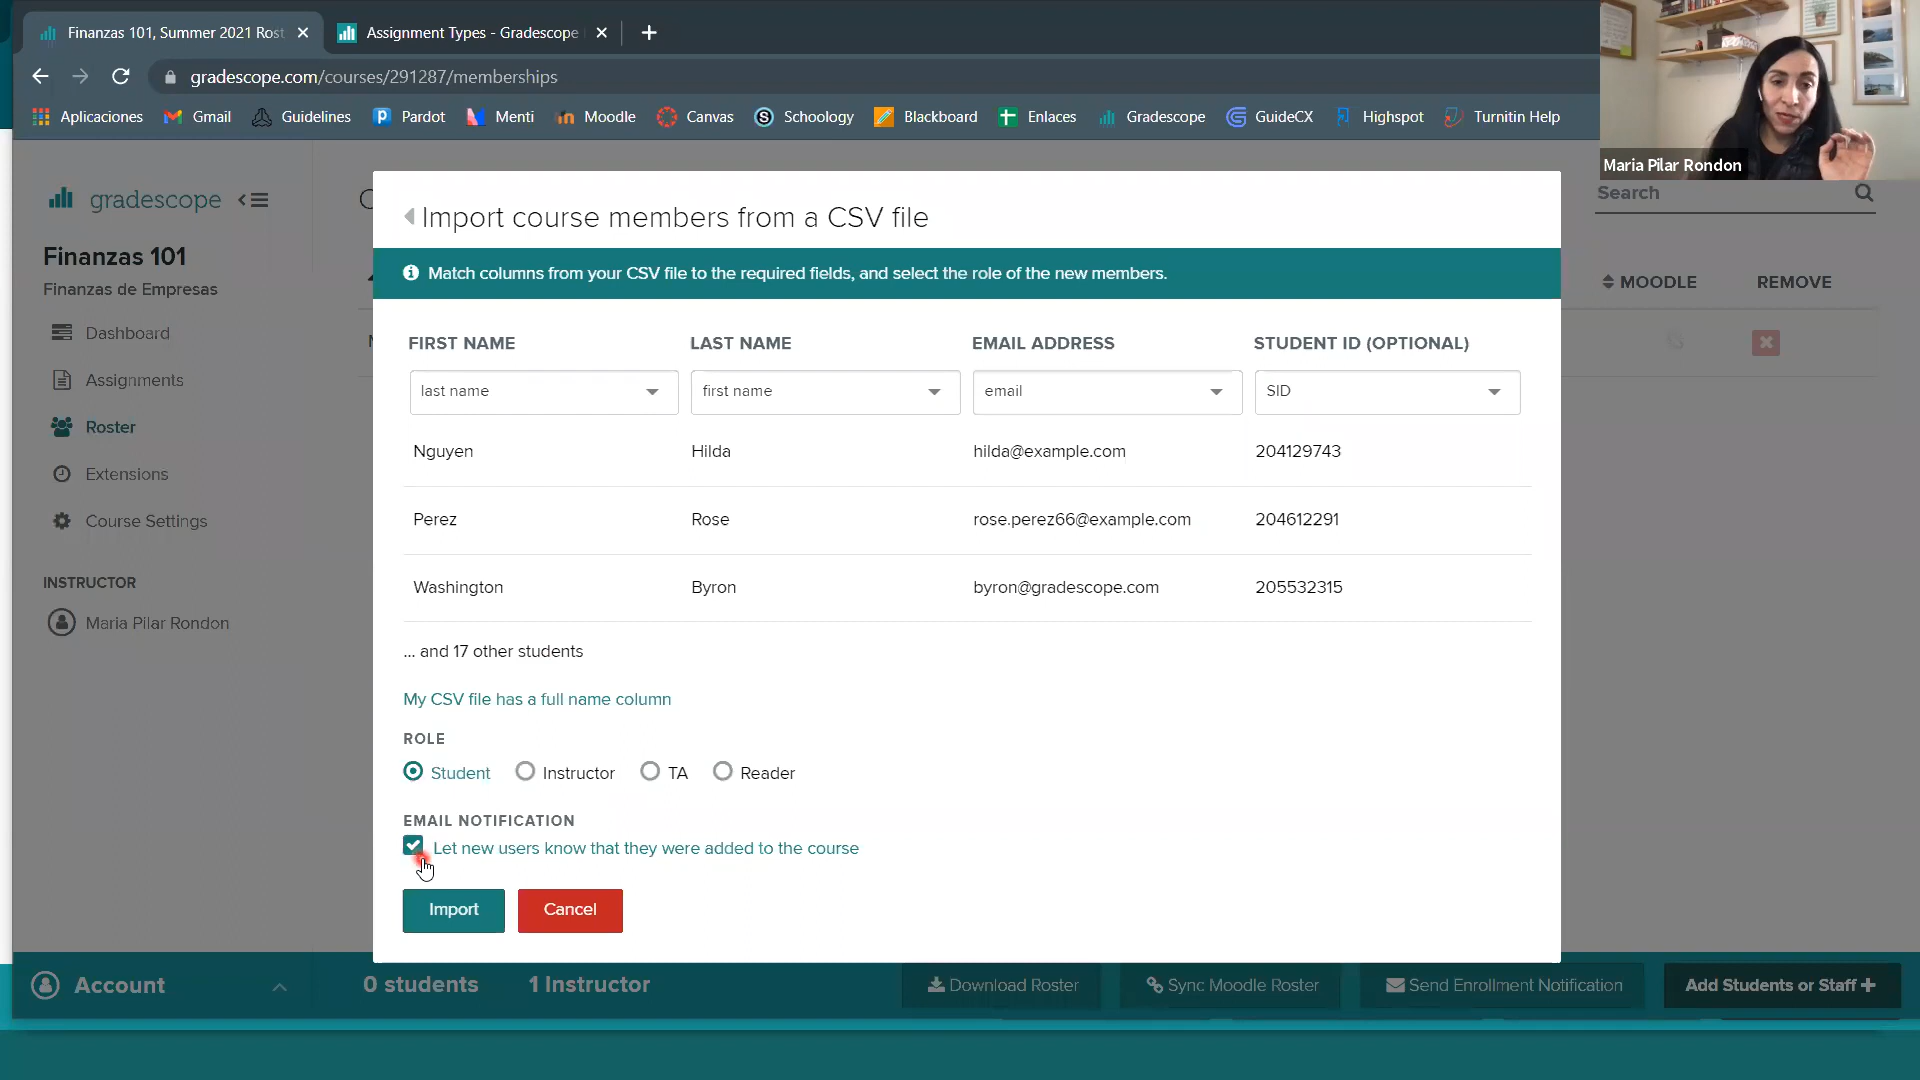 Finanzas 101, Summer 2021 Rost
Assignment Types - Gradescope
gradescope.com/courses/291287/memberships
Aplicaciones Gmail Guidelines Pardot Menti Moodle Canvas Schoology Blackboard Enlaces Gradescope GuideCX Highspot Turnitin Help
Maria Pilar Rondon
gradescope
Search
Import course members from a CSV file
Finanzas 101
Finanzas de Empresas
Match columns from your CSV file to the required fields, and select the role of the new members.
MOODLE REMOVE
Dashboard
Assignments
Roster
Extensions
Course Settings
INSTRUCTOR
Maria Pilar Rondon
FIRST NAME LAST NAME EMAIL ADDRESS STUDENT ID (OPTIONAL)
last name first name email SID
Nguyen Hilda hilda@example.com 204129743
Perez Rose rose.perez66@example.com 204612291
Washington Byron byron@gradescope.com 205532315
... and 17 other students
My CSV file has a full name column
ROLE
Student Instructor TA Reader
EMAIL NOTIFICATION
Let new users know that they were added to the course
Import Cancel
Account
0 students 1 Instructor
Download Roster Sync Moodle Roster Send Enrollment Notification Add Students or Staff